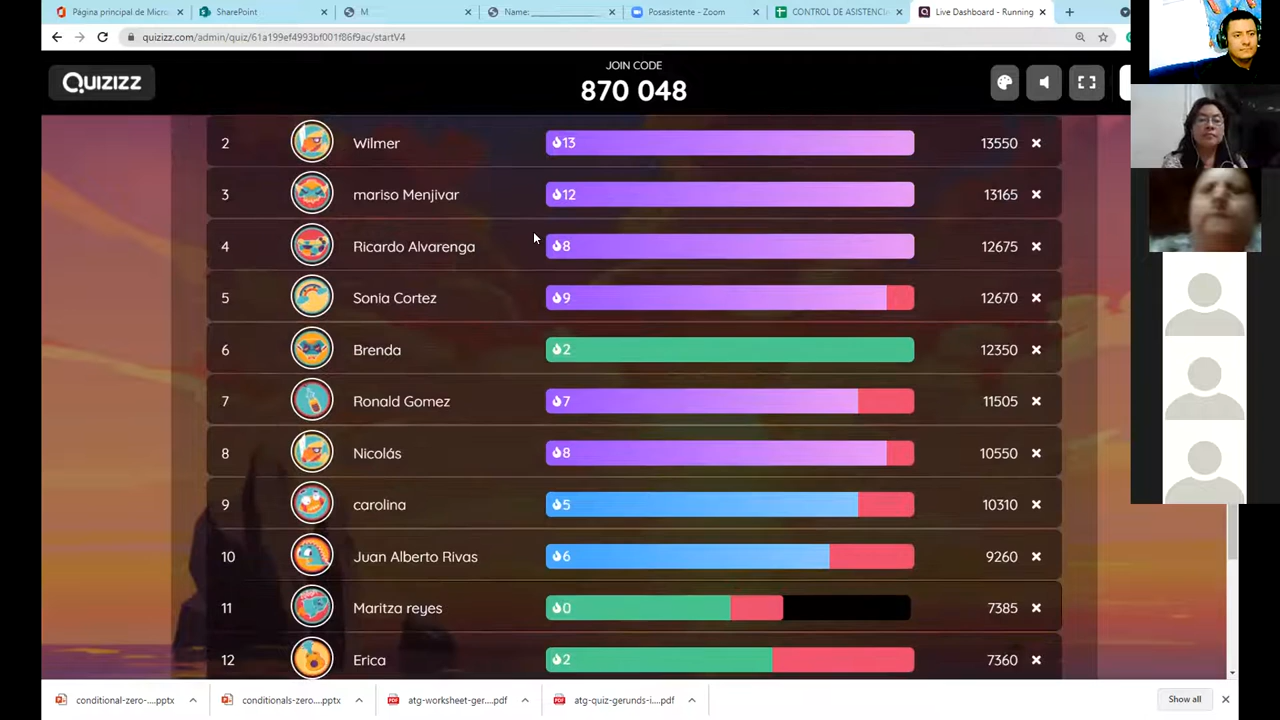 Página principal de Micro
SharePoint
M
Name: ____________
Posasistente - Zoom
CONTROL DE ASISTENCI
Live Dashboard - Running
quizizz.com/admin/quiz/61a199ef4993bf001f86f9ac/startV4
QUIZIZZ
JOIN CODE
870 048
2 Wilmer 13 13550
3 mariso Menjivar 12 13165
4 Ricardo Alvarenga 8 12675
5 Sonia Cortez 9 12670
6 Brenda 2 12350
7 Ronald Gomez 7 11505
8 Nicolás 8 10550
9 carolina 5 10310
10 Juan Alberto Rivas 6 9260
11 Maritza reyes 0 7385
12 Erica 2 7360
conditional-zero-....pptx
conditionals-zero....pptx
atg-worksheet-ger....pdf
atg-quiz-gerunds-i....pdf
Show all